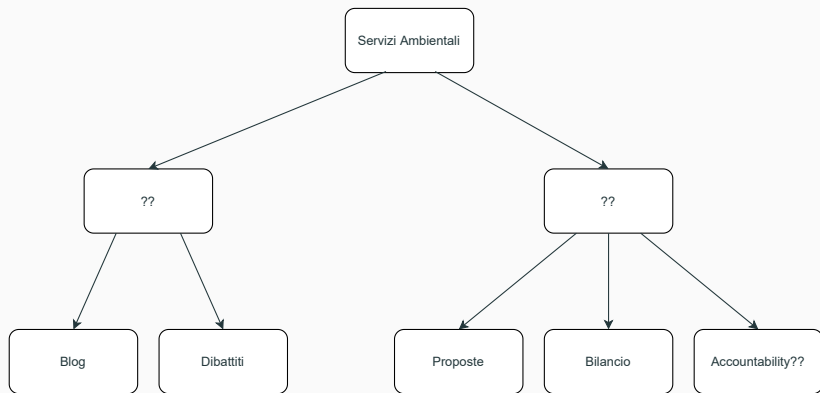 Servizi Ambientali
??
??
Blog
Dibattiti
Proposte
Bilancio
Accountability??